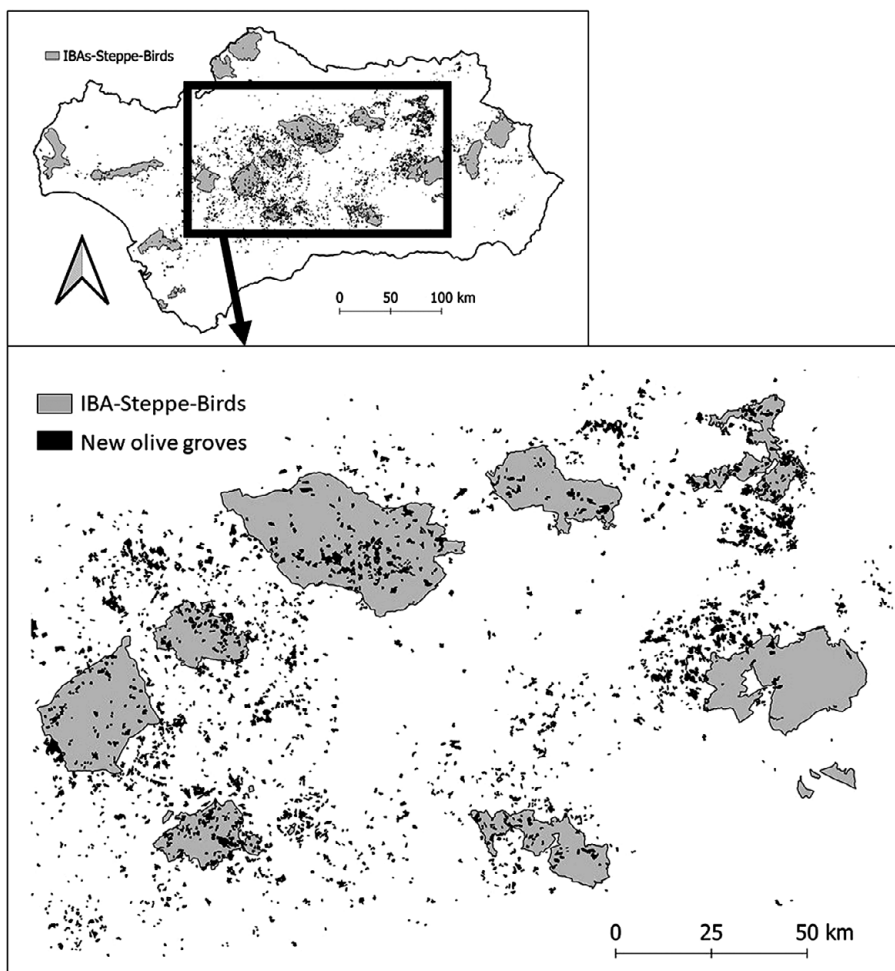 IBAs-Steppe-Birds
0 50 100 km
IBA-Steppe-Birds
New olive groves
0 25 50 km